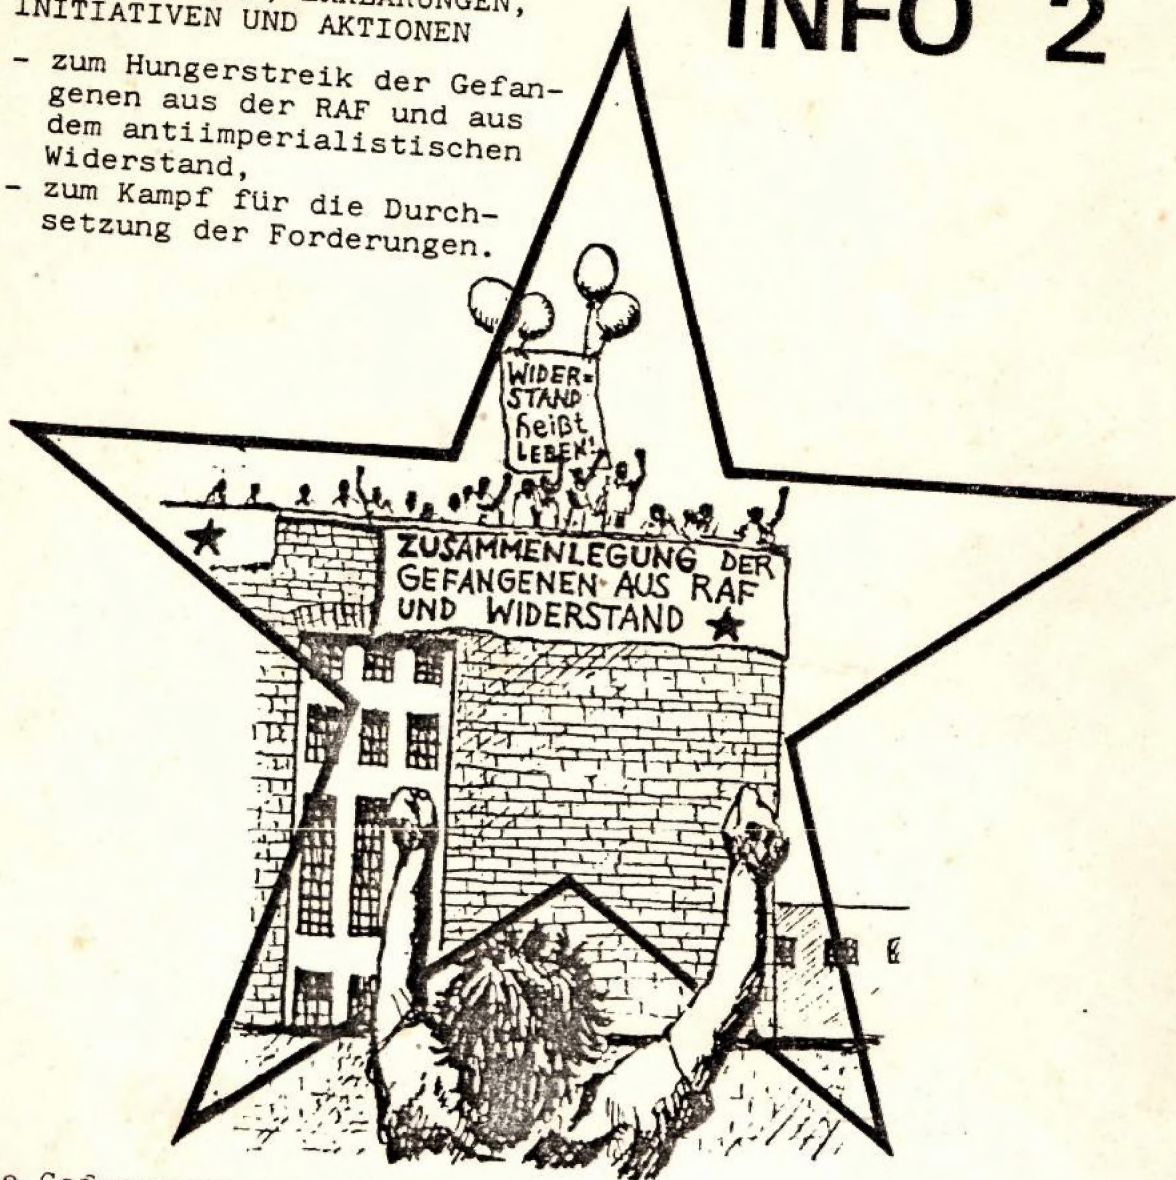 ERKLÄRUNGEN,
INITIATIVEN UND AKTIONEN
INFO 2
- zum Hungerstreik der Gefan-
genen aus der RAF und aus
dem antiimperialistischen
Widerstand,
- zum Kampf für die Durch-
setzung der Forderungen.
WIDER=
STAND
heißt
LEBEN!
ZUSAMMENLEGUNG DER
GEFANGENEN AUS RAF
UND WIDERSTAND